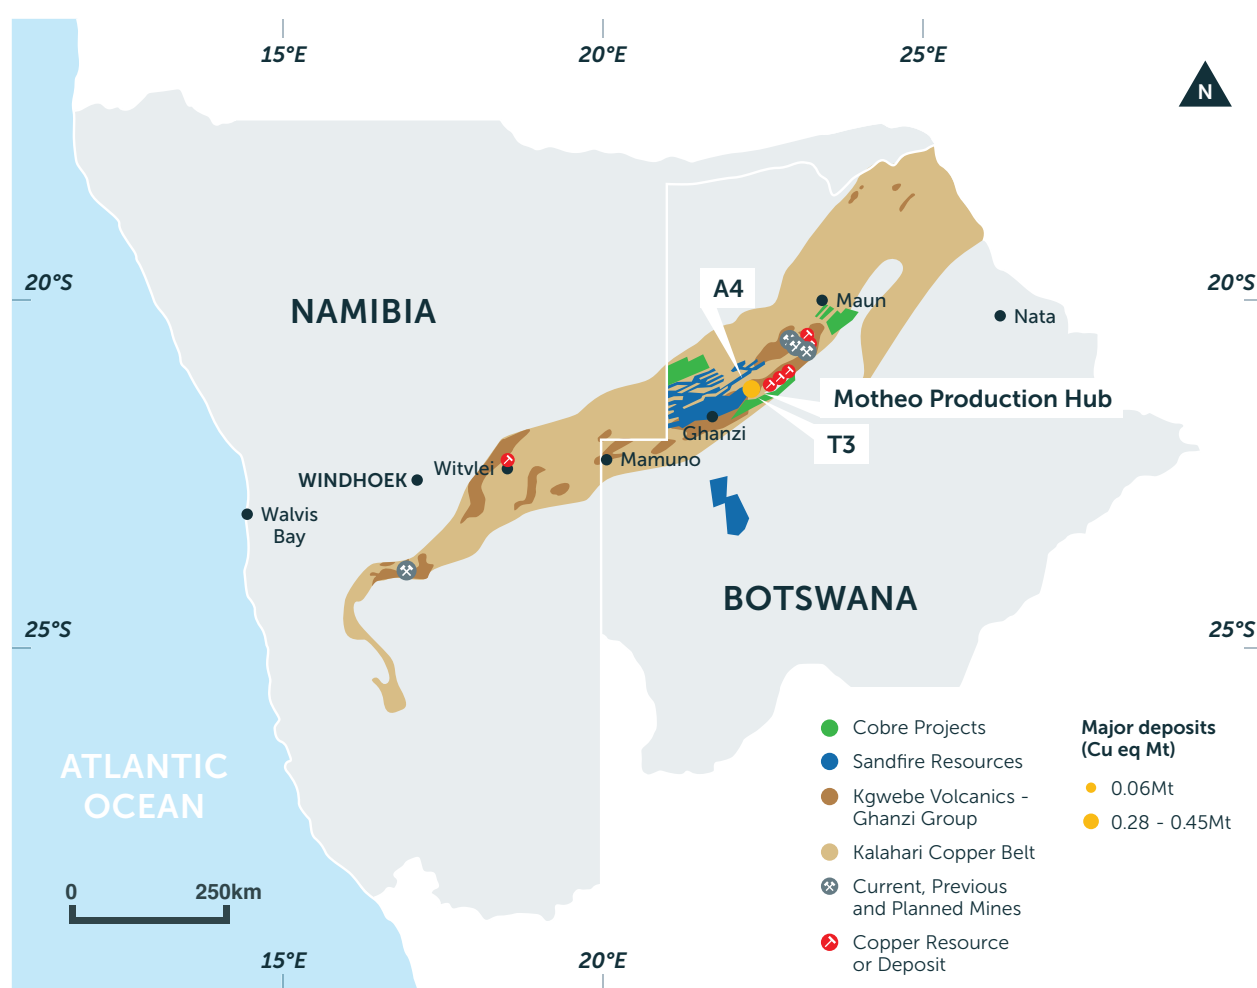 15°E
20°E
25°E
N
20°S
20°S
NAMIBIA
A4
Maun
Nata
Motheo Production Hub
Ghanzi
T3
Witvlei
Mamuno
WINDHOEK
Walvis
Bay
BOTSWANA
25°S
25°S
ATLANTIC
OCEAN
0
250km
15°E
20°E
Cobre Projects
Sandfire Resources
Kgwebe Volcanics -
Ghanzi Group
Kalahari Copper Belt
Current, Previous
and Planned Mines
Copper Resource
or Deposit
Major deposits
(Cu eq Mt)
0.06Mt
0.28 - 0.45Mt